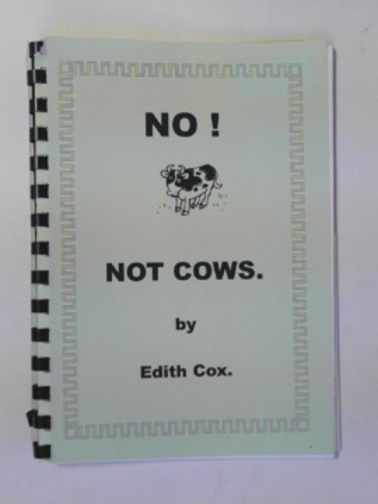 NO !
NOT COWS.
by
Edith Cox.